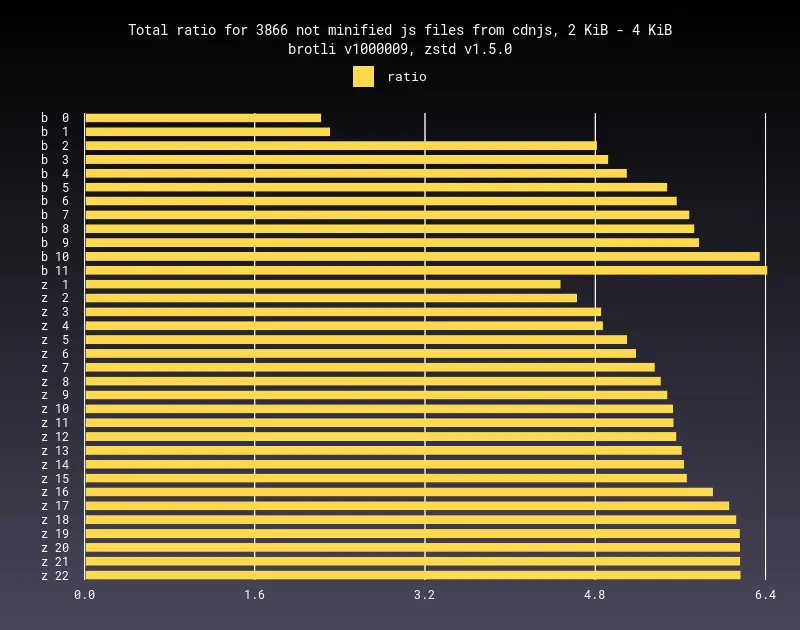 Total ratio for 3866 not minified js files from cdnjs, 2 KiB - 4 KiB
brotli v1000009, zstd v1.5.0
ratio
b 0
b 1
b 2
b 3
b 4
b 5
b 6
b 7
b 8
b 9
b 10
b 11
z 1
z 2
z 3
z 4
z 5
z 6
z 7
z 8
z 9
z 10
z 11
z 12
z 13
z 14
z 15
z 16
z 17
z 18
z 19
z 20
z 21
z 22
0.0 1.6 3.2 4.8 6.4